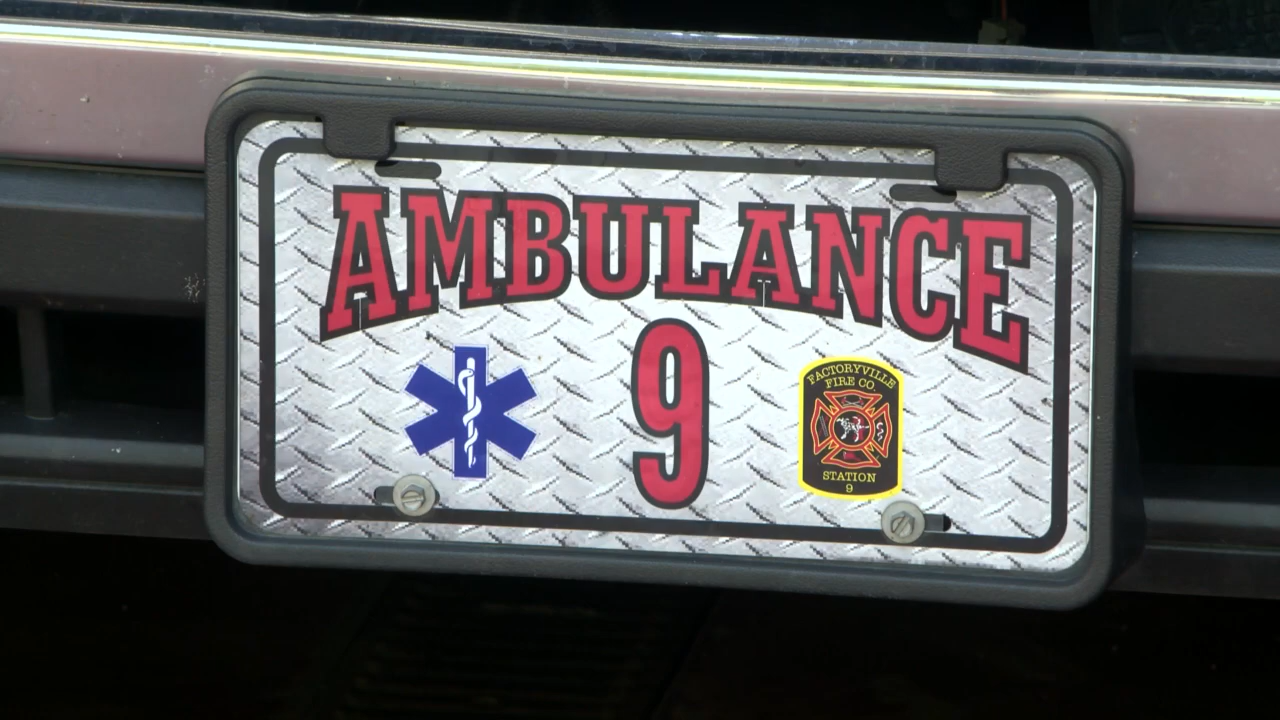 AMBULANCE
9
FACTORYVILLE
FIRE CO.
STATION
9